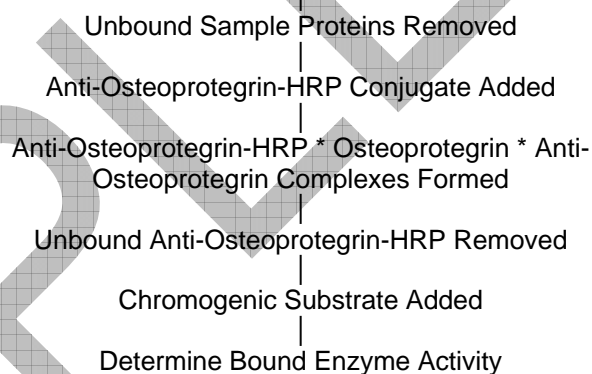 Unbound Sample Proteins Removed
Anti-Osteoprotegrin-HRP Conjugate Added
Anti-Osteoprotegrin-HRP * Osteoprotegrin * Anti-
Osteoprotegrin Complexes Formed
Unbound Anti-Osteoprotegrin-HRP Removed
Chromogenic Substrate Added
Determine Bound Enzyme Activity